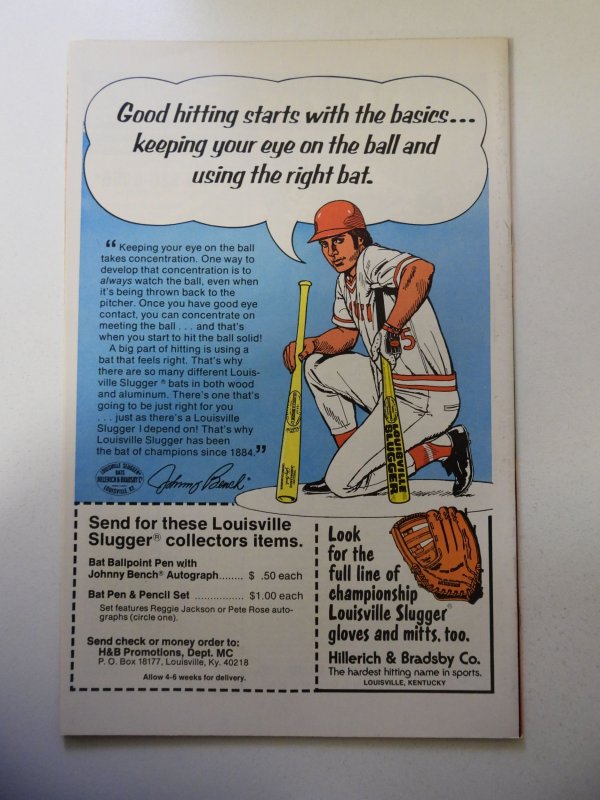 Good hitting starts with the basics...
keeping your eye on the ball and
using the right bat.
“ Keeping your eye on the ball
takes concentration. One way to
develop that concentration is to
always watch the ball, even when
it's being thrown back to the
pitcher. Once you have good eye
contact, you can concentrate on
meeting the ball . . . and that's
when you start to hit the ball solid!
A big part of hitting is using a
bat that feels right. That's why
there are so many different Louis-
ville Slugger ® bats in both wood
and aluminum. There's one that's
going to be just right for you
. . . just as there's a Louisville
Slugger I depend on! That's why
Louisville Slugger has been
the bat of champions since 1884.”
LOUISVILLE SLUGGER
BATS
HILLERICH & BRADSBY Co
LOUISVILLE, KY.
Johnny Bench®
5
LOUISVILLE
SLUGGER
Send for these Louisville
Slugger® collectors items.
Bat Ballpoint Pen with
Johnny Bench® Autograph....... $ .50 each
Bat Pen & Pencil Set ................ $1.00 each
Set features Reggie Jackson or Pete Rose auto-
graphs (circle one).
Send check or money order to:
H&B Promotions, Dept. MC
P. O. Box 18177, Louisville, Ky. 40218
Allow 4-6 weeks for delivery.
Look
for the
full line of
championship
Louisville Slugger®
gloves and mitts, too.
Hillerich & Bradsby Co.
The hardest hitting name in sports.
LOUISVILLE, KENTUCKY